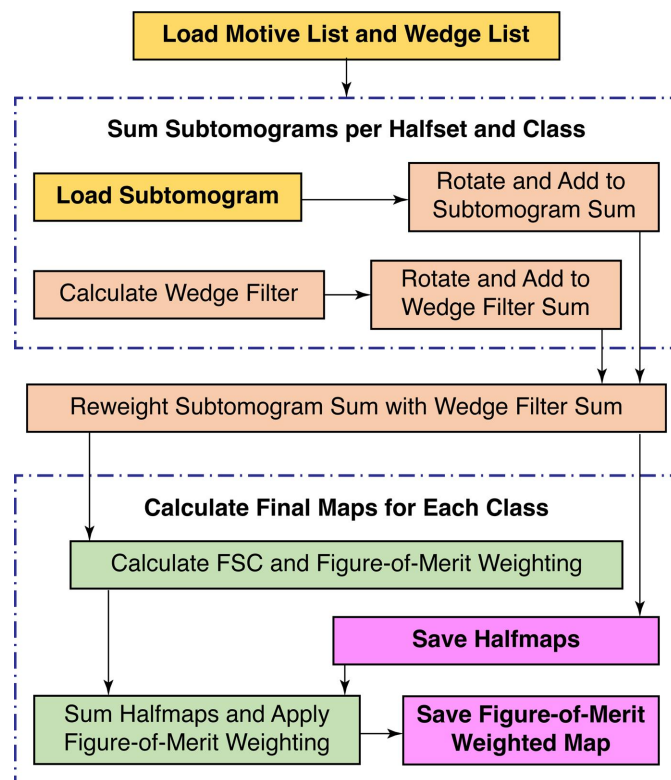 Load Motive List and Wedge List
Sum Subtomograms per Halfset and Class
Load Subtomogram
Rotate and Add to
Subtomogram Sum
Calculate Wedge Filter
Rotate and Add to
Wedge Filter Sum
Reweight Subtomogram Sum with Wedge Filter Sum
Calculate Final Maps for Each Class
Calculate FSC and Figure-of-Merit Weighting
Save Halfmaps
Sum Halfmaps and Apply
Figure-of-Merit Weighting
Save Figure-of-Merit
Weighted Map